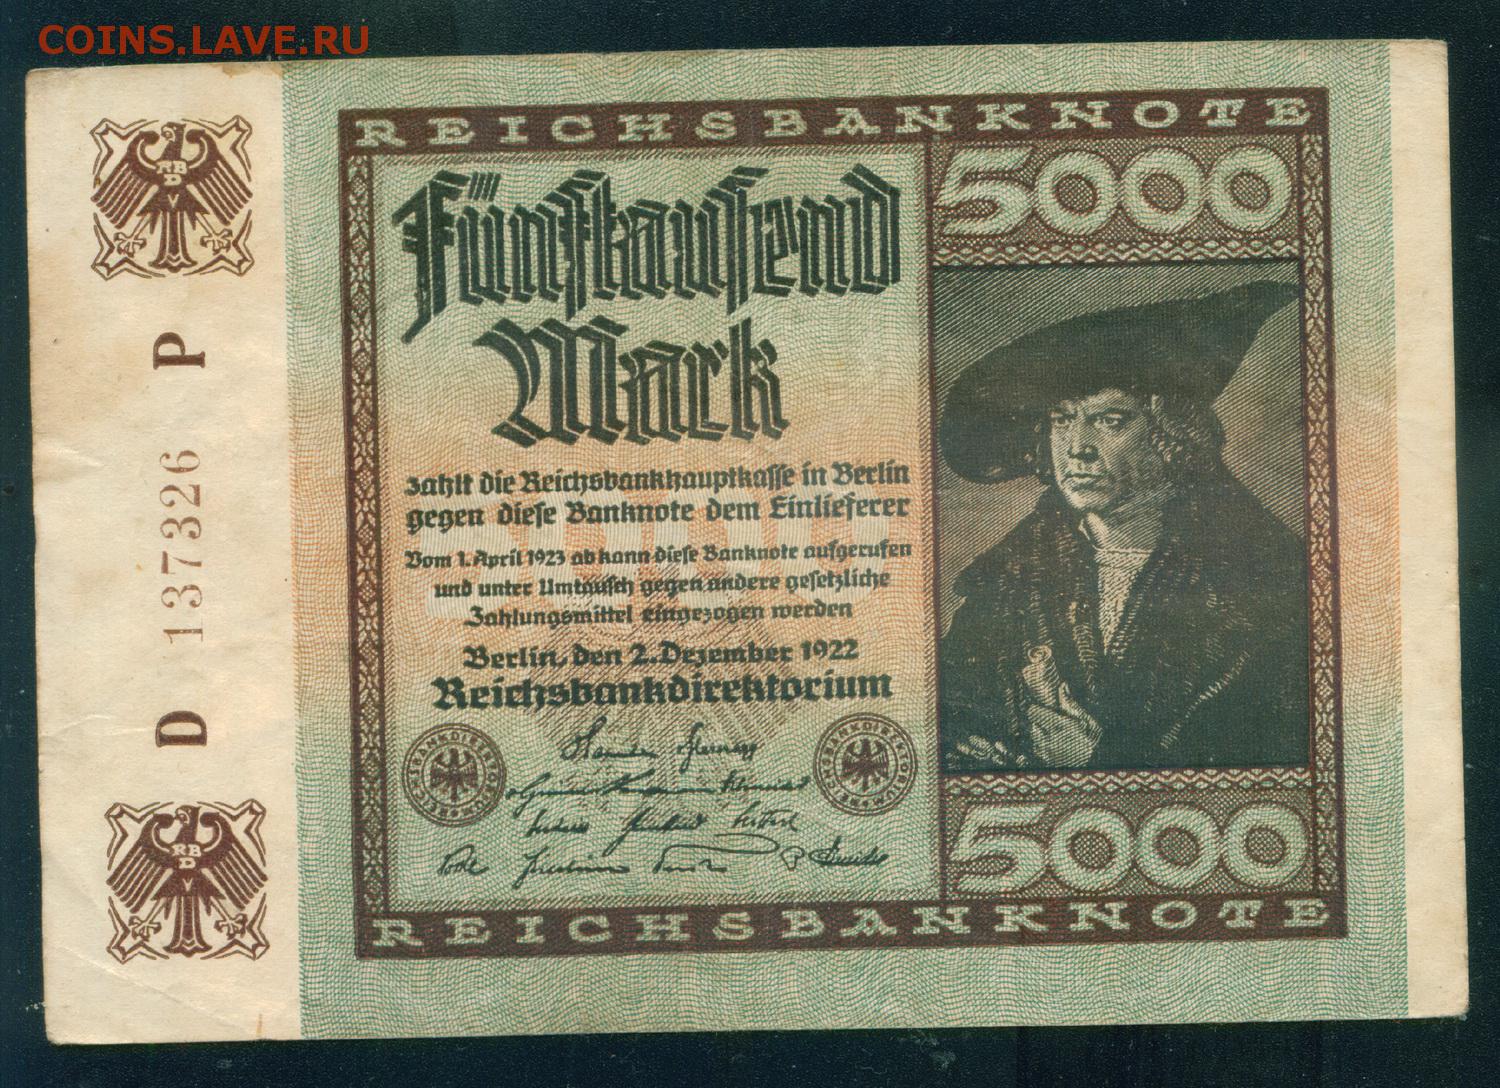 COINS.LAVE.RU
REICHSBANKNOTE
5000
Fünftausend
Mark
zahlt die Reichsbankhauptkasse in Berlin
gegen diese Banknote dem Einlieferer
Vom 1. April 1923 ab kann diese Banknote aufgerufen
und unter Umtausch gegen andere gesetzliche
Zahlungsmittel eingezogen werden
Berlin, den 2. Dezember 1922
Reichsbankdirektorium
REICHSBANKDIREKTORIUM
REICHSBANKDIREKTORIUM
5000
REICHSBANKNOTE
RBD
D 137326 P
RBD